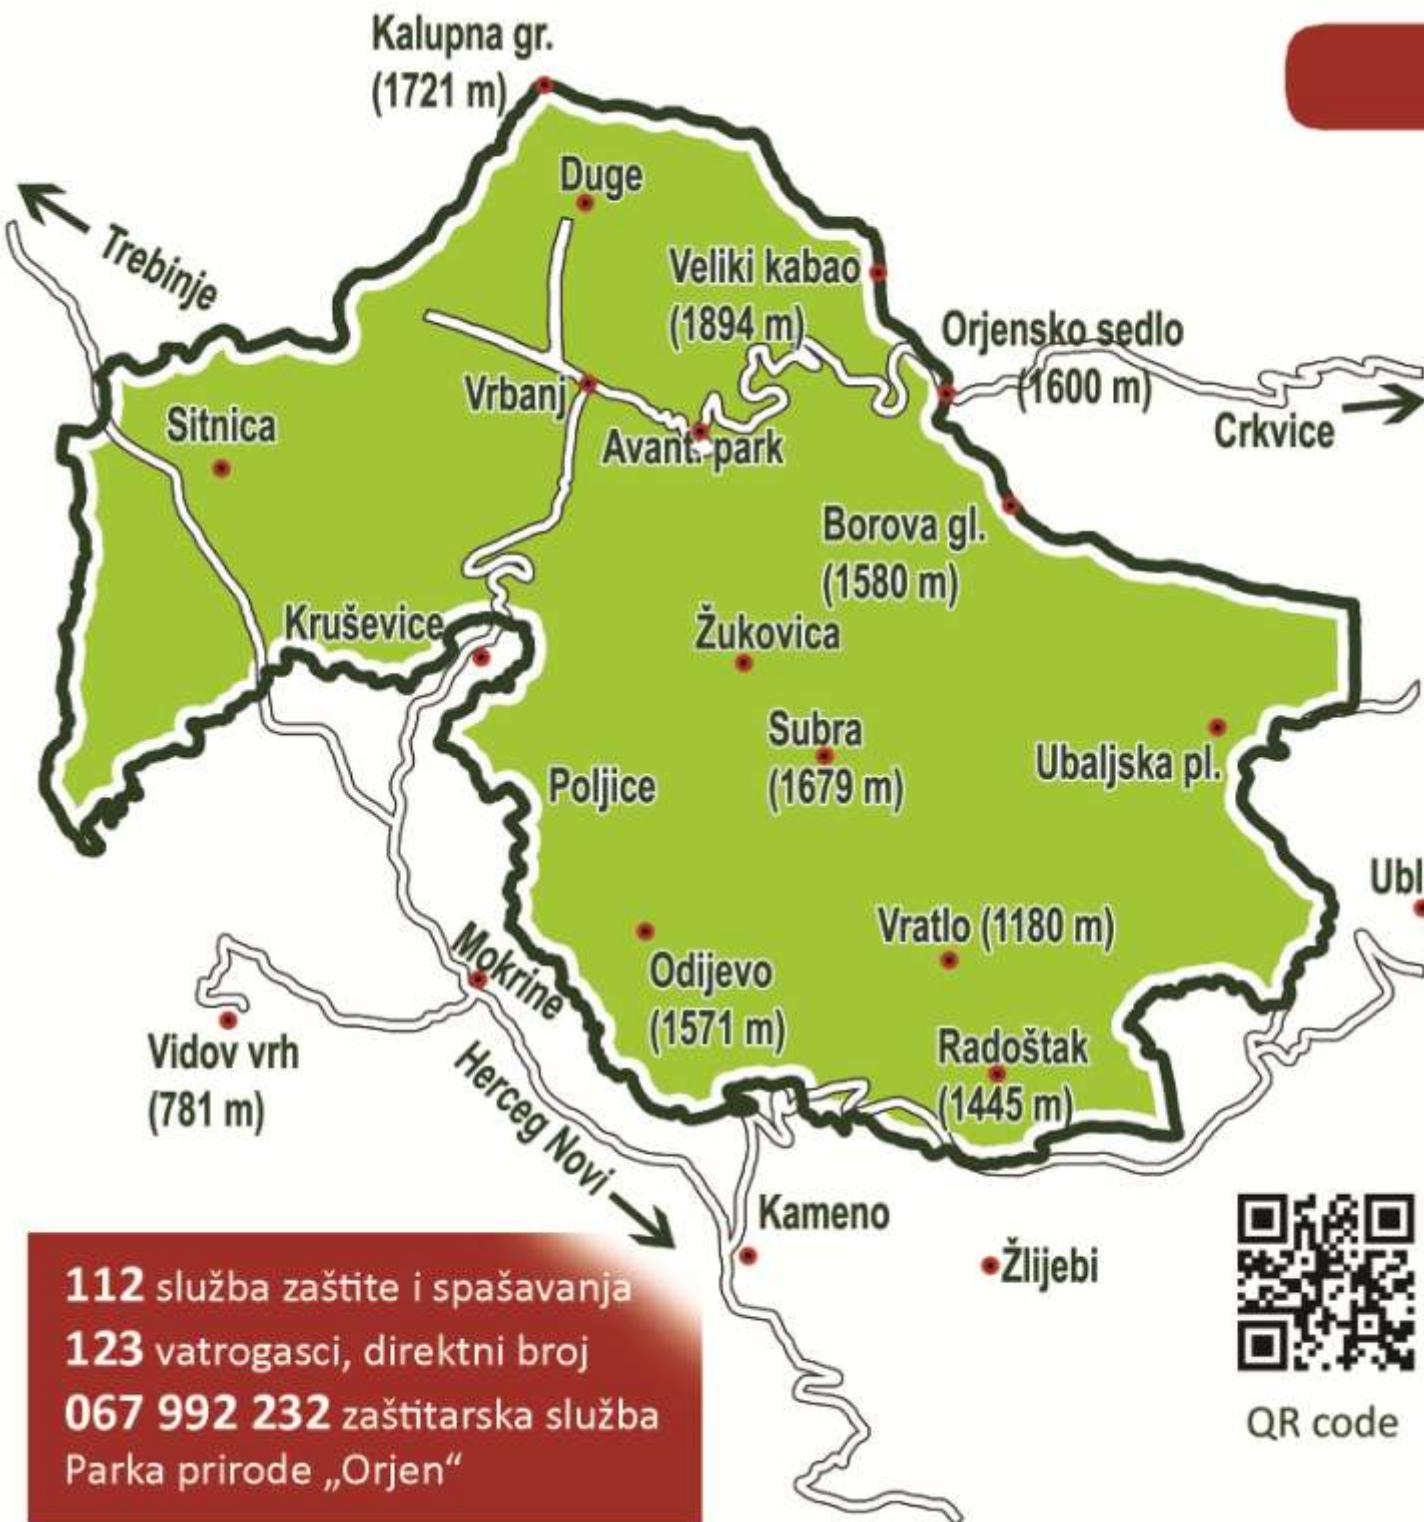 Kalupna gr.
(1721 m)
Duge
Trebinje
Veliki kabao
(1894 m)
Orjensko sedlo
(1600 m)
Crkvice
Vrbanj
Sitnica
Avanti park
Borova gl.
(1580 m)
Kruševice
Žukovica
Subra
(1679 m)
Ubaljska pl.
Poljice
Ubl
Vratlo (1180 m)
Mokrine
Odijevo
(1571 m)
Vidov vrh
(781 m)
Radoštak
(1445 m)
Herceg Novi
Kameno
Žlijebi
112 služba zaštite i spašavanja
123 vatrogasci, direktni broj
067 992 232 zaštitarska služba
Parka prirode „Orjen“
QR code